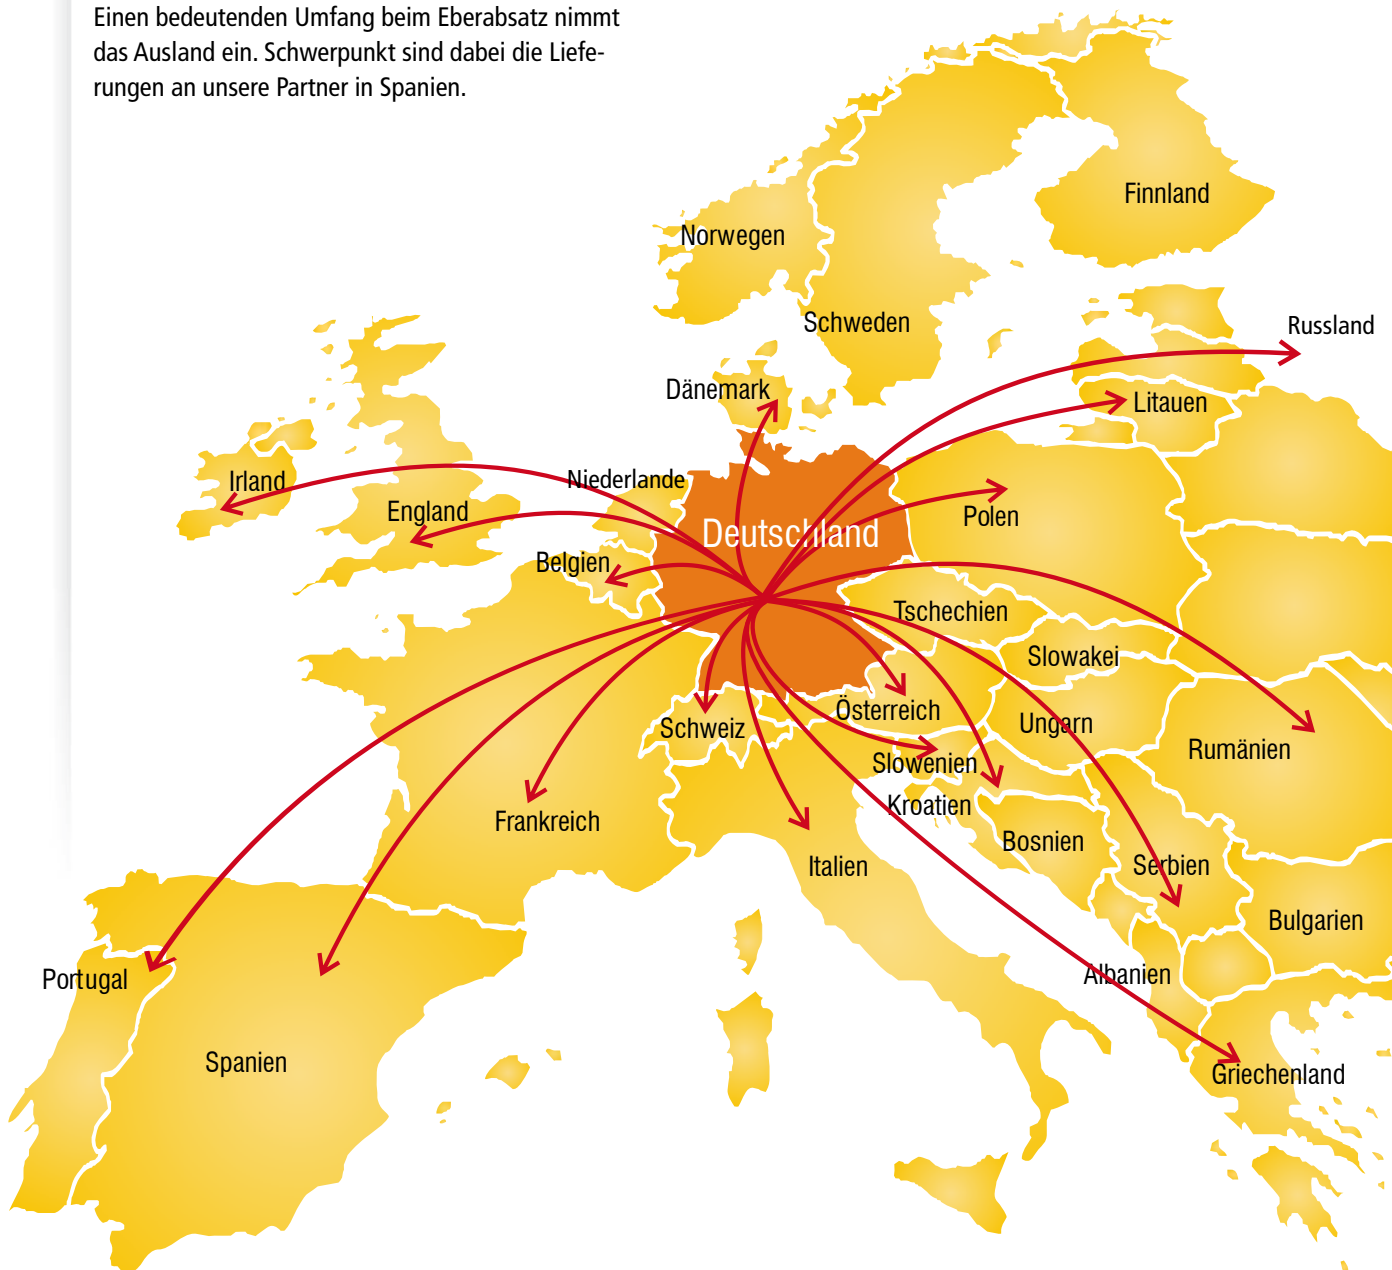 Einen bedeutenden Umfang beim Eberabsatz nimmt
das Ausland ein. Schwerpunkt sind dabei die Liefe-
rungen an unsere Partner in Spanien.
Finnland
Norwegen
Schweden
Russland
Dänemark
Litauen
Irland
Niederlande
England
Polen
Deutschland
Belgien
Tschechien
Slowakei
Österreich
Ungarn
Schweiz
Rumänien
Slowenien
Kroatien
Frankreich
Bosnien
Italien
Serbien
Bulgarien
Portugal
Albanien
Spanien
Griechenland